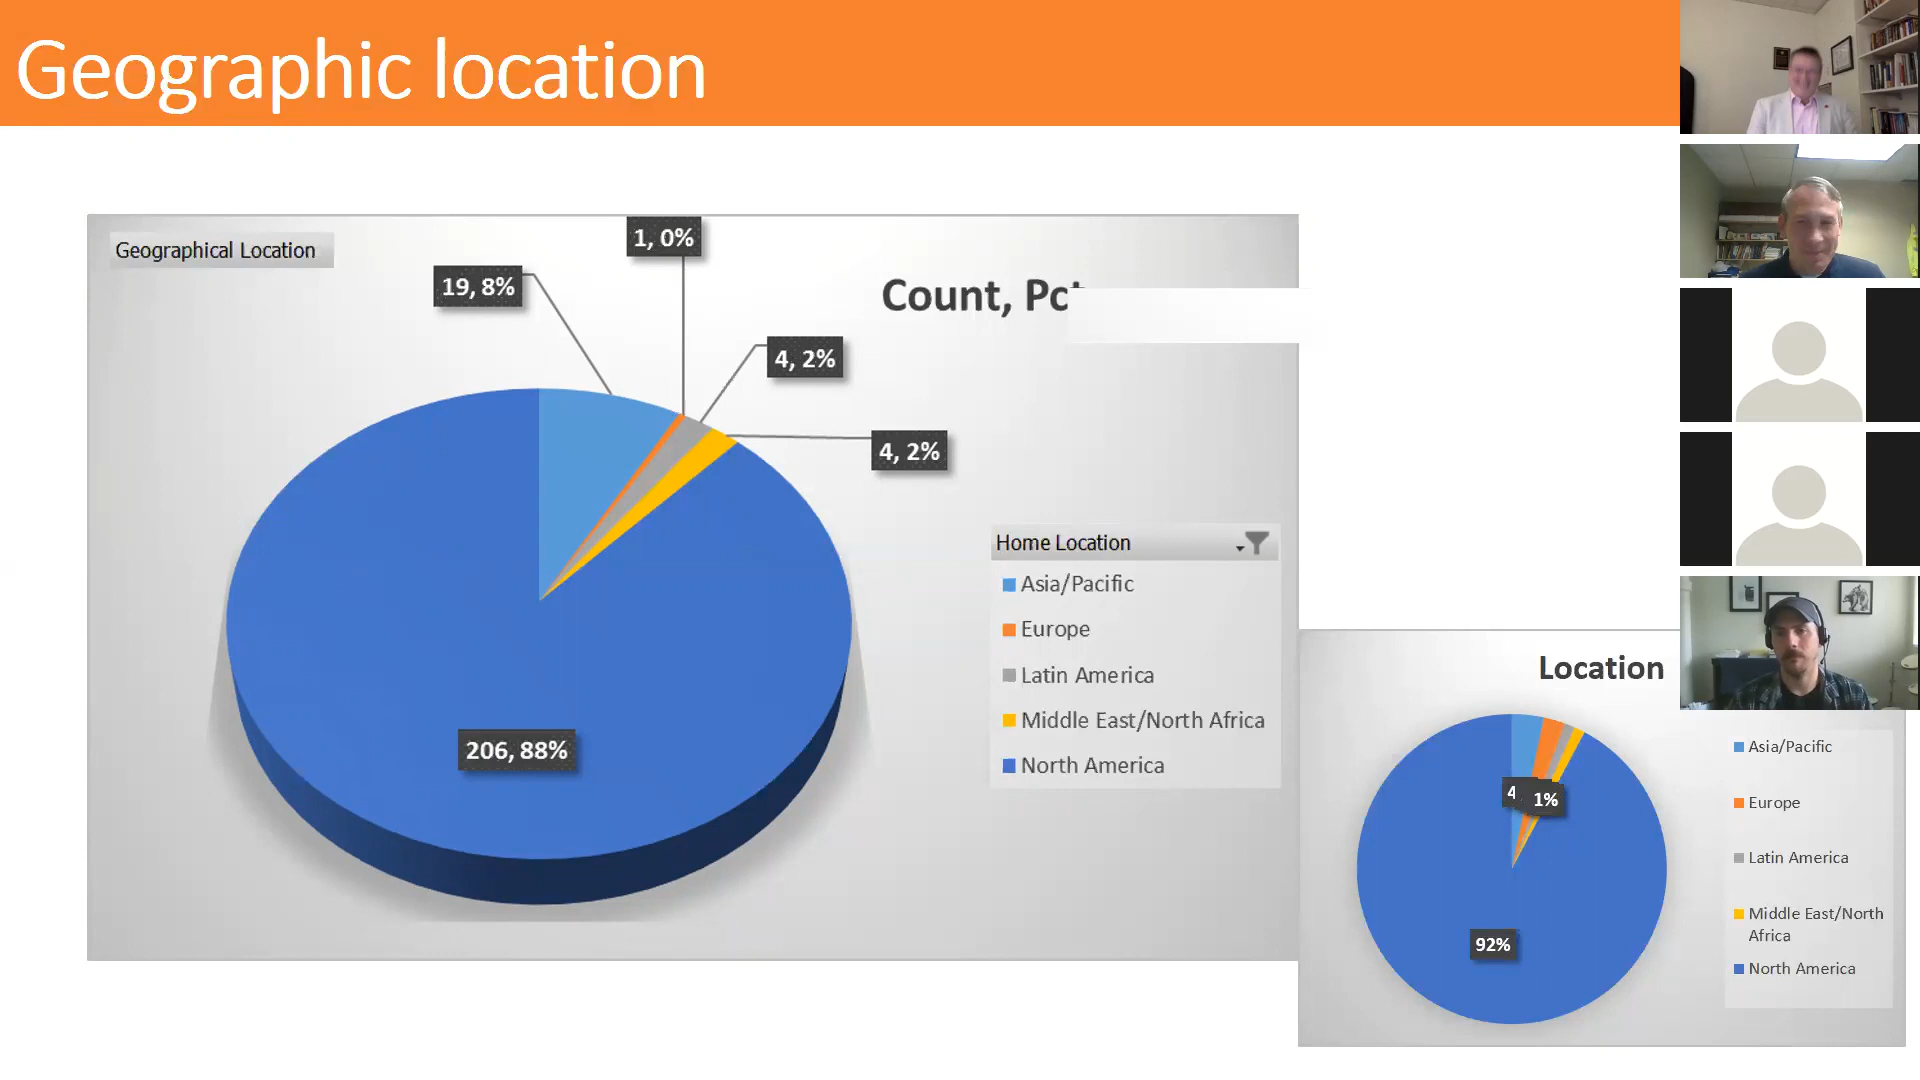 Geographic location
Geographical Location
1, 0%
19, 8%
Count,
4, 2%
4, 2%
206, 88%
Home Location
Asia/Pacific
Europe
Latin America
Middle East/North Africa
North America
Location
4
1%
92%
Asia/Pacific
Europe
Latin America
Middle East/North
Africa
North America